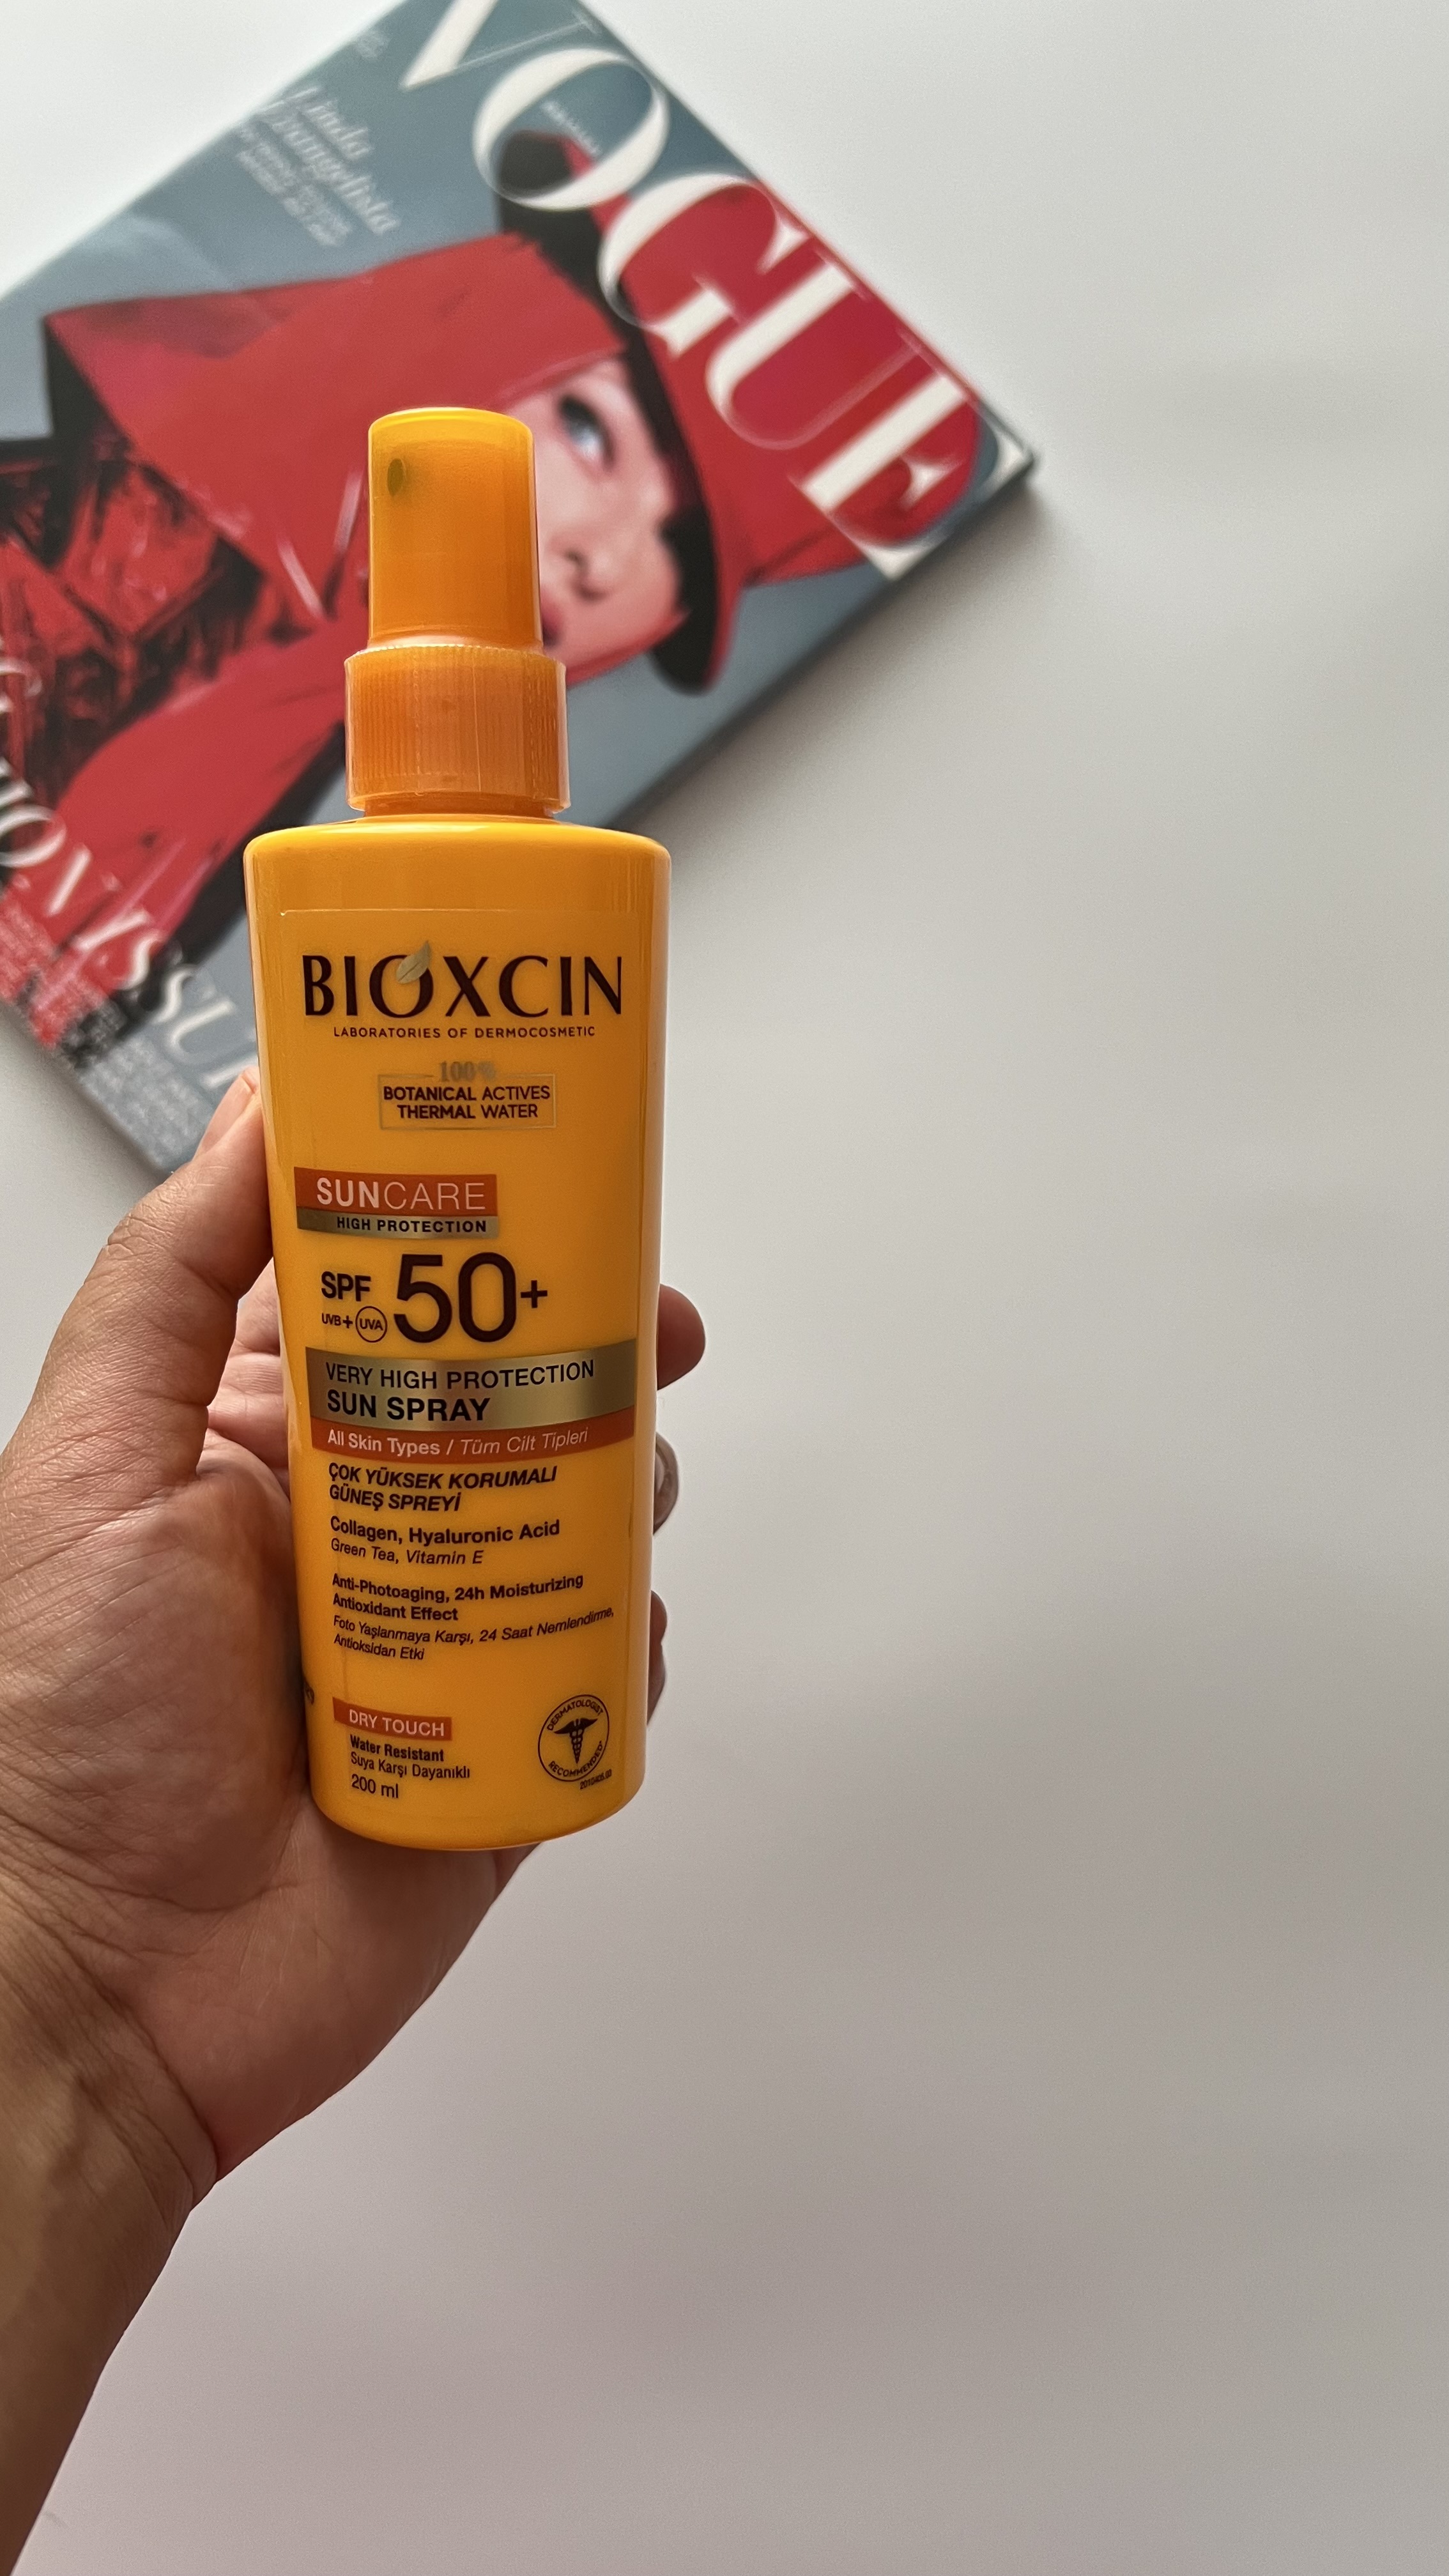 VOGUE
Linda
Evangelista
BIOXCIN
LABORATORIES OF DERMOCOSMETIC
100%
BOTANICAL ACTIVES
THERMAL WATER
SUNCARE
HIGH PROTECTION
SPF 50+
UVB+ UVA
VERY HIGH PROTECTION
SUN SPRAY
All Skin Types / Tüm Cilt Tipleri
ÇOK YÜKSEK KORUMALI
GÜNEŞ SPREYİ
Collagen, Hyaluronic Acid
Green Tea, Vitamin E
Anti-Photoaging, 24h Moisturizing
Antioxidant Effect
Foto Yaşlanmaya Karşı, 24 Saat Nemlendirme,
Antioksidan Etki
DRY TOUCH
Water Resistant
Suya Karşı Dayanıklı
200 ml
DERMATOLOGIST
RECOMMENDED